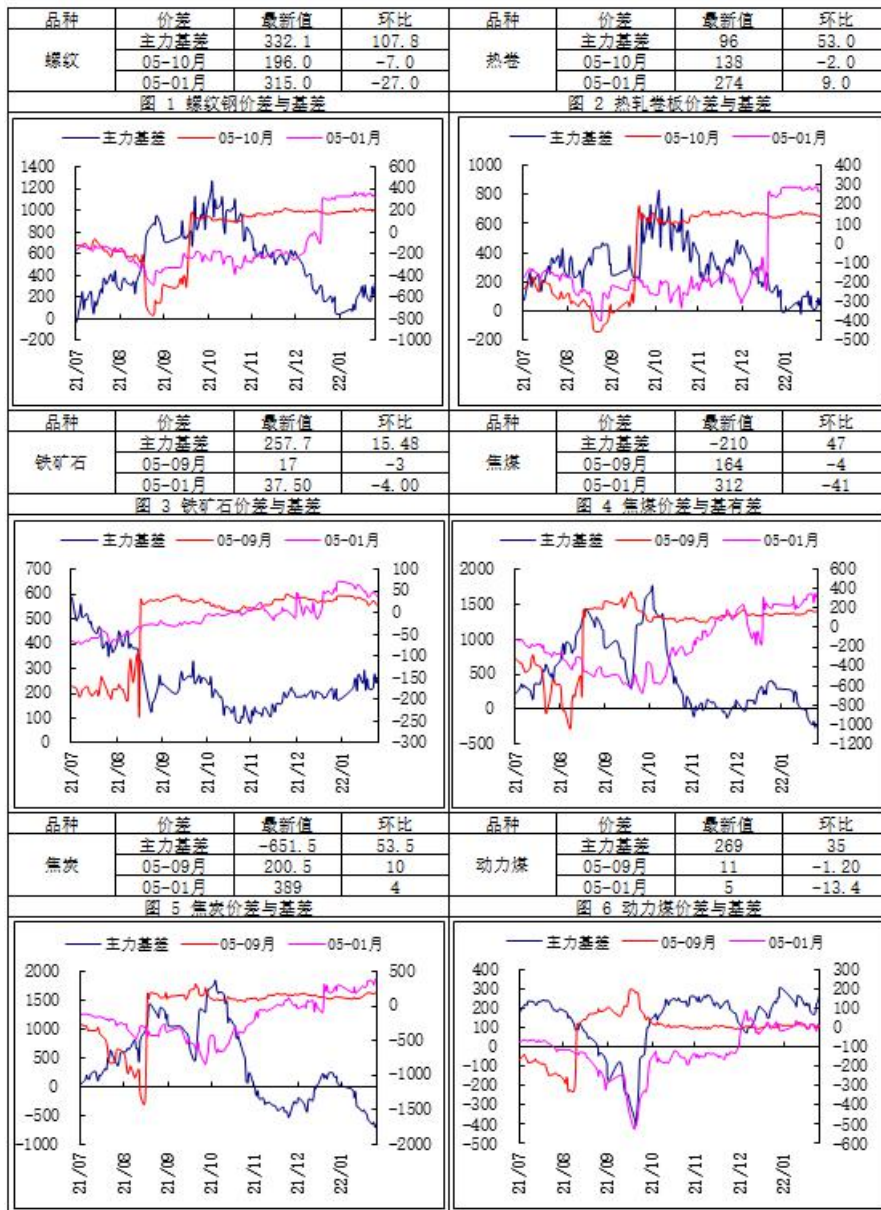 品种 价差 最新值 环比 品种 价差 最新值 环比
螺纹 主力基差 332.1 107.8 热卷 主力基差 96 53.0
05-10月 196.0 -7.0 05-10月 138 -2.0
05-01月 315.0 -27.0 05-01月 274 9.0
图 1 螺纹钢价差与基差 图 2 热轧卷板价差与基差
主力基差 05-10月 05-01月 主力基差 05-10月 05-01月
1400 600 1000 400
1200 400 800 300
1000 200 600 200
800 0 400 100
600 -200 200 0
400 -400 0 -100
200 -600 -200 -200
0 -800 -300
-200 -1000 -400
-500
21/07 21/08 21/09 21/10 21/11 21/12 22/01 21/07 21/08 21/09 21/10 21/11 21/12 22/01
品种 价差 最新值 环比 品种 价差 最新值 环比
铁矿石 主力基差 257.7 15.48 焦煤 主力基差 -210 47
05-09月 17 -3 05-09月 164 -4
05-01月 37.50 -4.00 05-01月 312 -41
图 3 铁矿石价差与基差 图 4 焦煤价差与基有差
主力基差 05-09月 05-01月 主力基差 05-09月 05-01月
700 100 2000 600
600 50 1500 400
500 0 1000 200
400 -50 500 0
300 -100 0 -200
200 -150 -500 -400
100 -200 -600
0 -250 -800
-300 -1000
-1200
21/07 21/08 21/09 21/10 21/11 21/12 22/01 21/07 21/08 21/09 21/10 21/11 21/12 22/01
品种 价差 最新值 环比 品种 价差 最新值 环比
焦炭 主力基差 -651.5 53.5 动力煤 主力基差 269 35
05-09月 200.5 10 05-09月 11 -1.20
05-01月 389 4 05-01月 5 -13.4
图 5 焦炭价差与基差 图 6 动力煤价差与基差
主力基差 05-09月 05-01月 主力基差 05-09月 05-01月
2000 500 400 300
1500 0 300 200
1000 -500 200 100
500 -1000 100 0
0 -1500 0 -100
-500 -2000 -100 -200
-1000 -200 -300
-300 -400
-400 -500
-500 -600
21/07 21/08 21/09 21/10 21/11 21/12 22/01 21/07 21/08 21/09 21/10 21/11 21/12 22/01